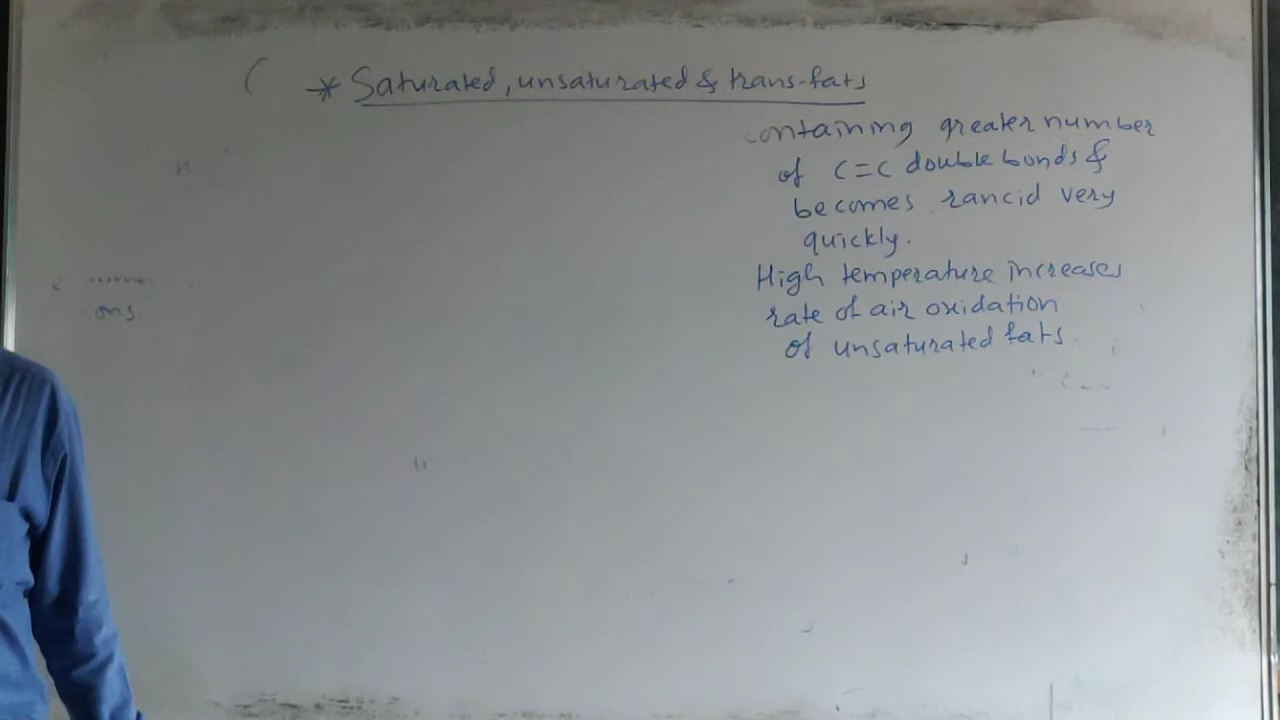 * Saturated, unsaturated & trans-fats
containing greater number
of C=C double bonds &
becomes rancid very
quickly.
High temperature increases
rate of air oxidation
of unsaturated fats
ons